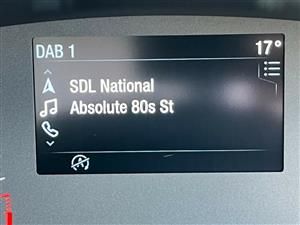 DAB 1 17°
SDL National
Absolute 80s St